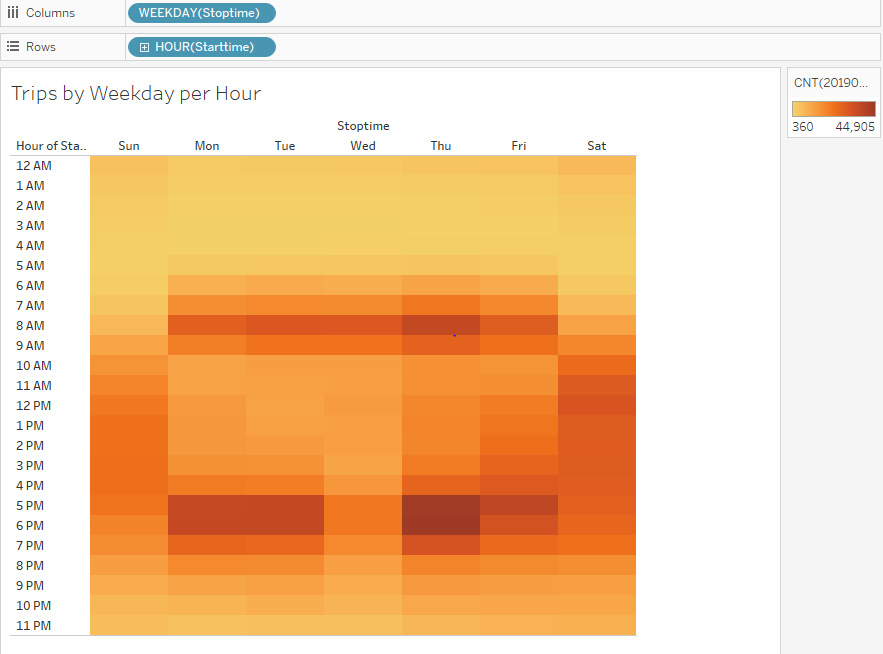 Columns WEEKDAY(Stoptime)
Rows HOUR(Starttime)
Trips by Weekday per Hour
CNT(20190...
360 44,905
Stoptime
Hour of Sta.. Sun Mon Tue Wed Thu Fri Sat
12 AM
1 AM
2 AM
3 AM
4 AM
5 AM
6 AM
7 AM
8 AM
9 AM
10 AM
11 AM
12 PM
1 PM
2 PM
3 PM
4 PM
5 PM
6 PM
7 PM
8 PM
9 PM
10 PM
11 PM